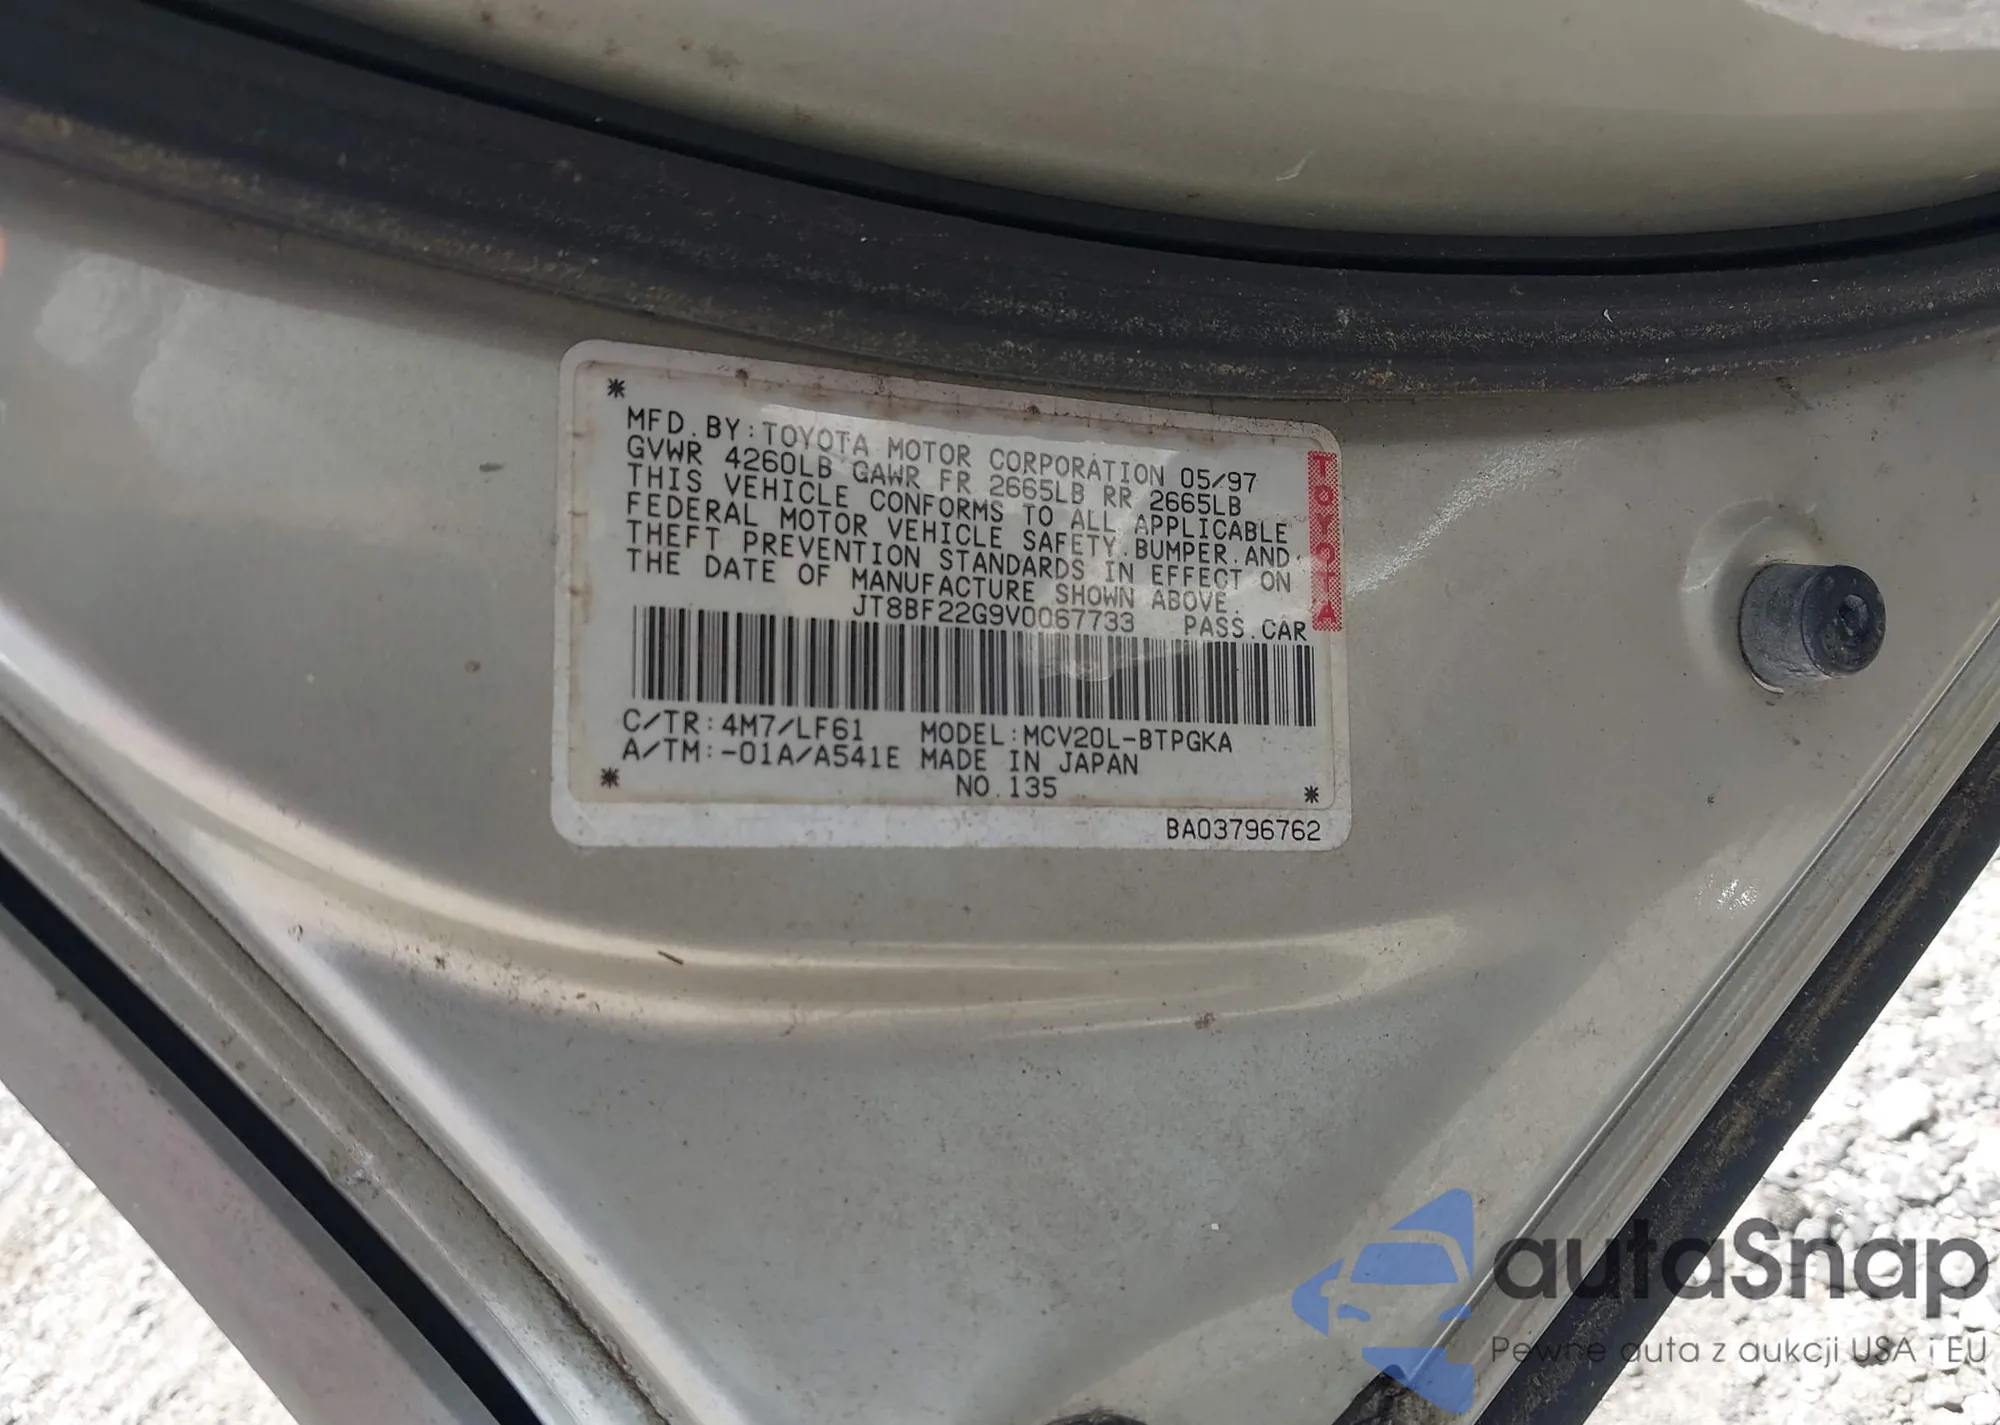 MFD.BY:TOYOTA MOTOR CORPORATION 05/97
GVWR 4260LB GAWR FR 2665LB RR 2665LB
THIS VEHICLE CONFORMS TO ALL APPLICABLE
FEDERAL MOTOR VEHICLE SAFETY.BUMPER.AND
THEFT PREVENTION STANDARDS IN EFFECT ON
THE DATE OF MANUFACTURE SHOWN ABOVE.
JT8BF22G9V0067733 PASS.CAR
TOYOTA
C/TR:4M7/LF61 MODEL:MCV20L-BTPGKA
A/TM:-01A/A541E MADE IN JAPAN
NO.135
BA03796762
autaSnap
Pewne auta z aukcji USA i EU